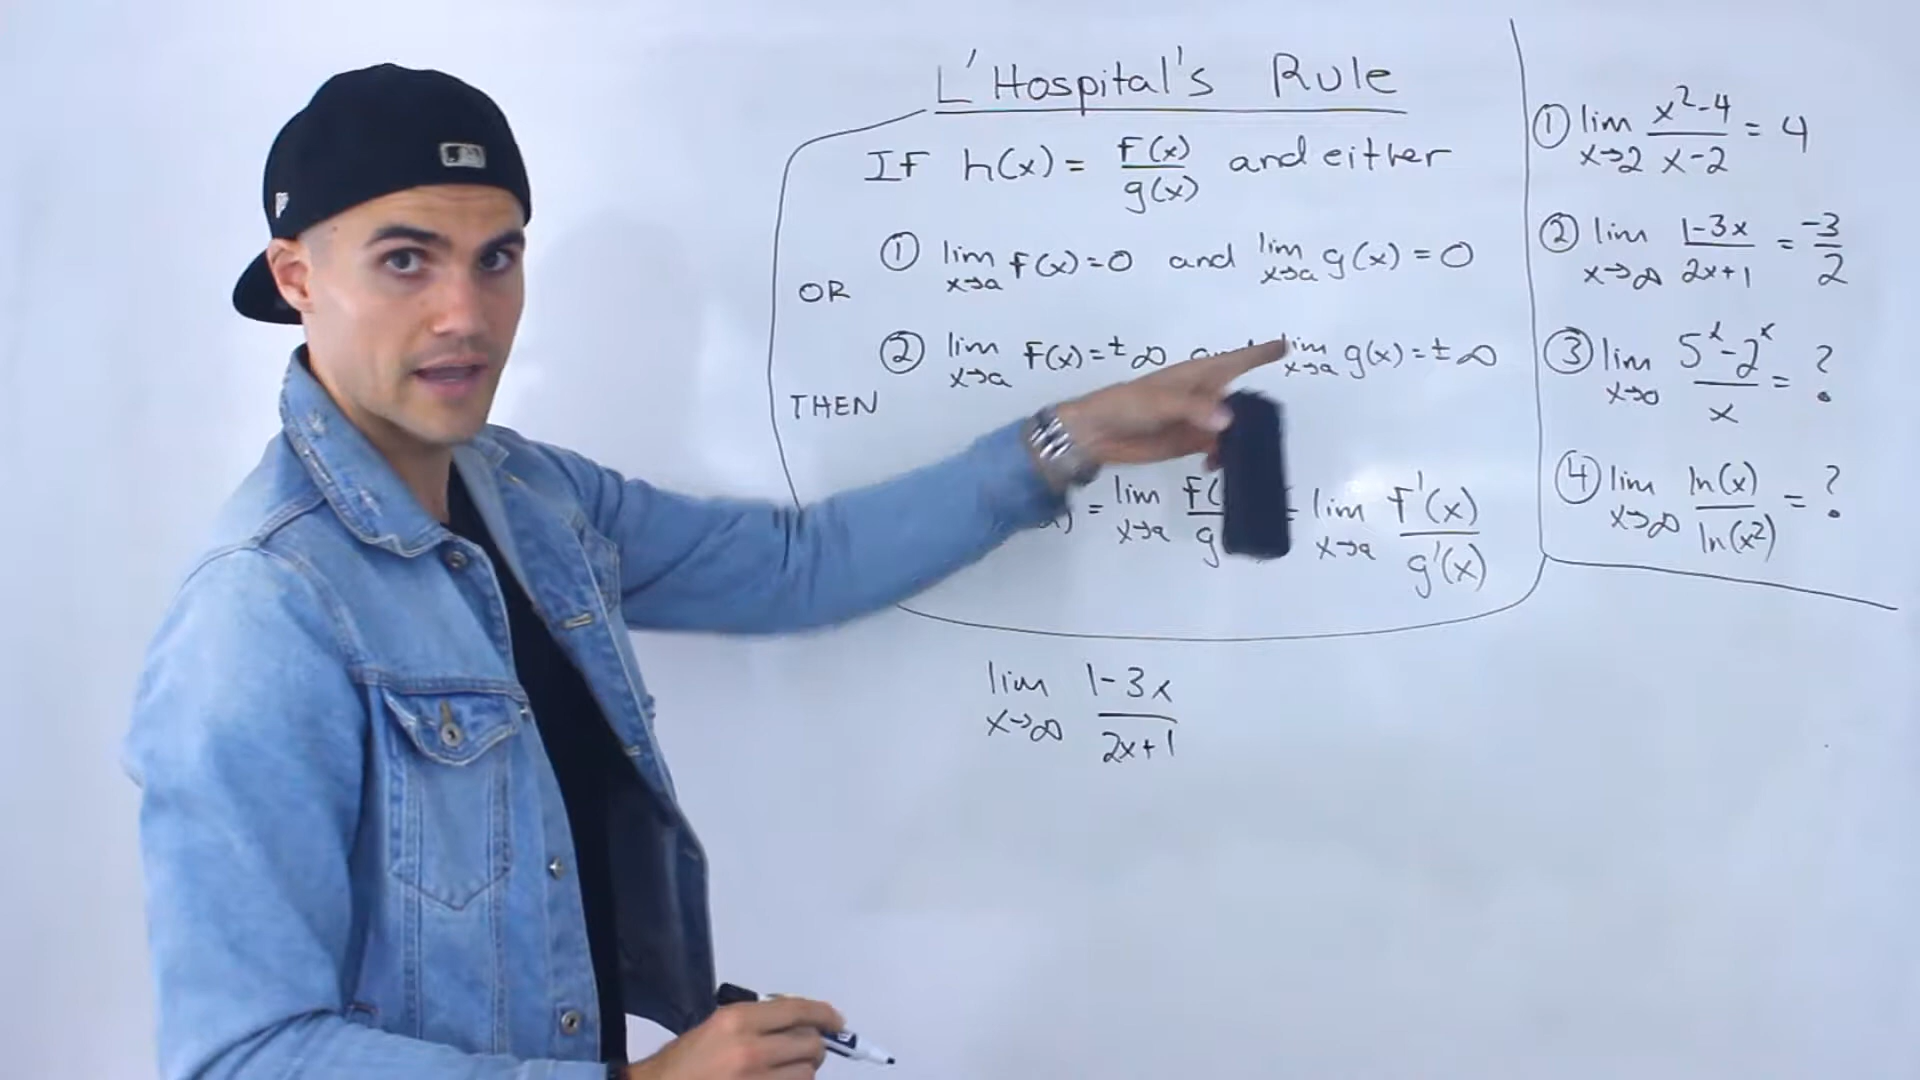 L'Hospital's Rule
If h(x) = f(x)/g(x) and either
① lim x→a f(x)=0 and lim x→a g(x)=0
OR
② lim x→a f(x)=±∞ lim x→a g(x)=±∞
THEN
= lim x→a f( g = lim x→a f'(x)/g'(x)
lim x→∞ 1-3x/2x+1
① lim x→2 x²-4/x-2 = 4
② lim x→∞ 1-3x/2x+1 = -3/2
③ lim x→0 5ˣ-2ˣ/x = ?
④ lim x→∞ ln(x)/ln(x²) = ?